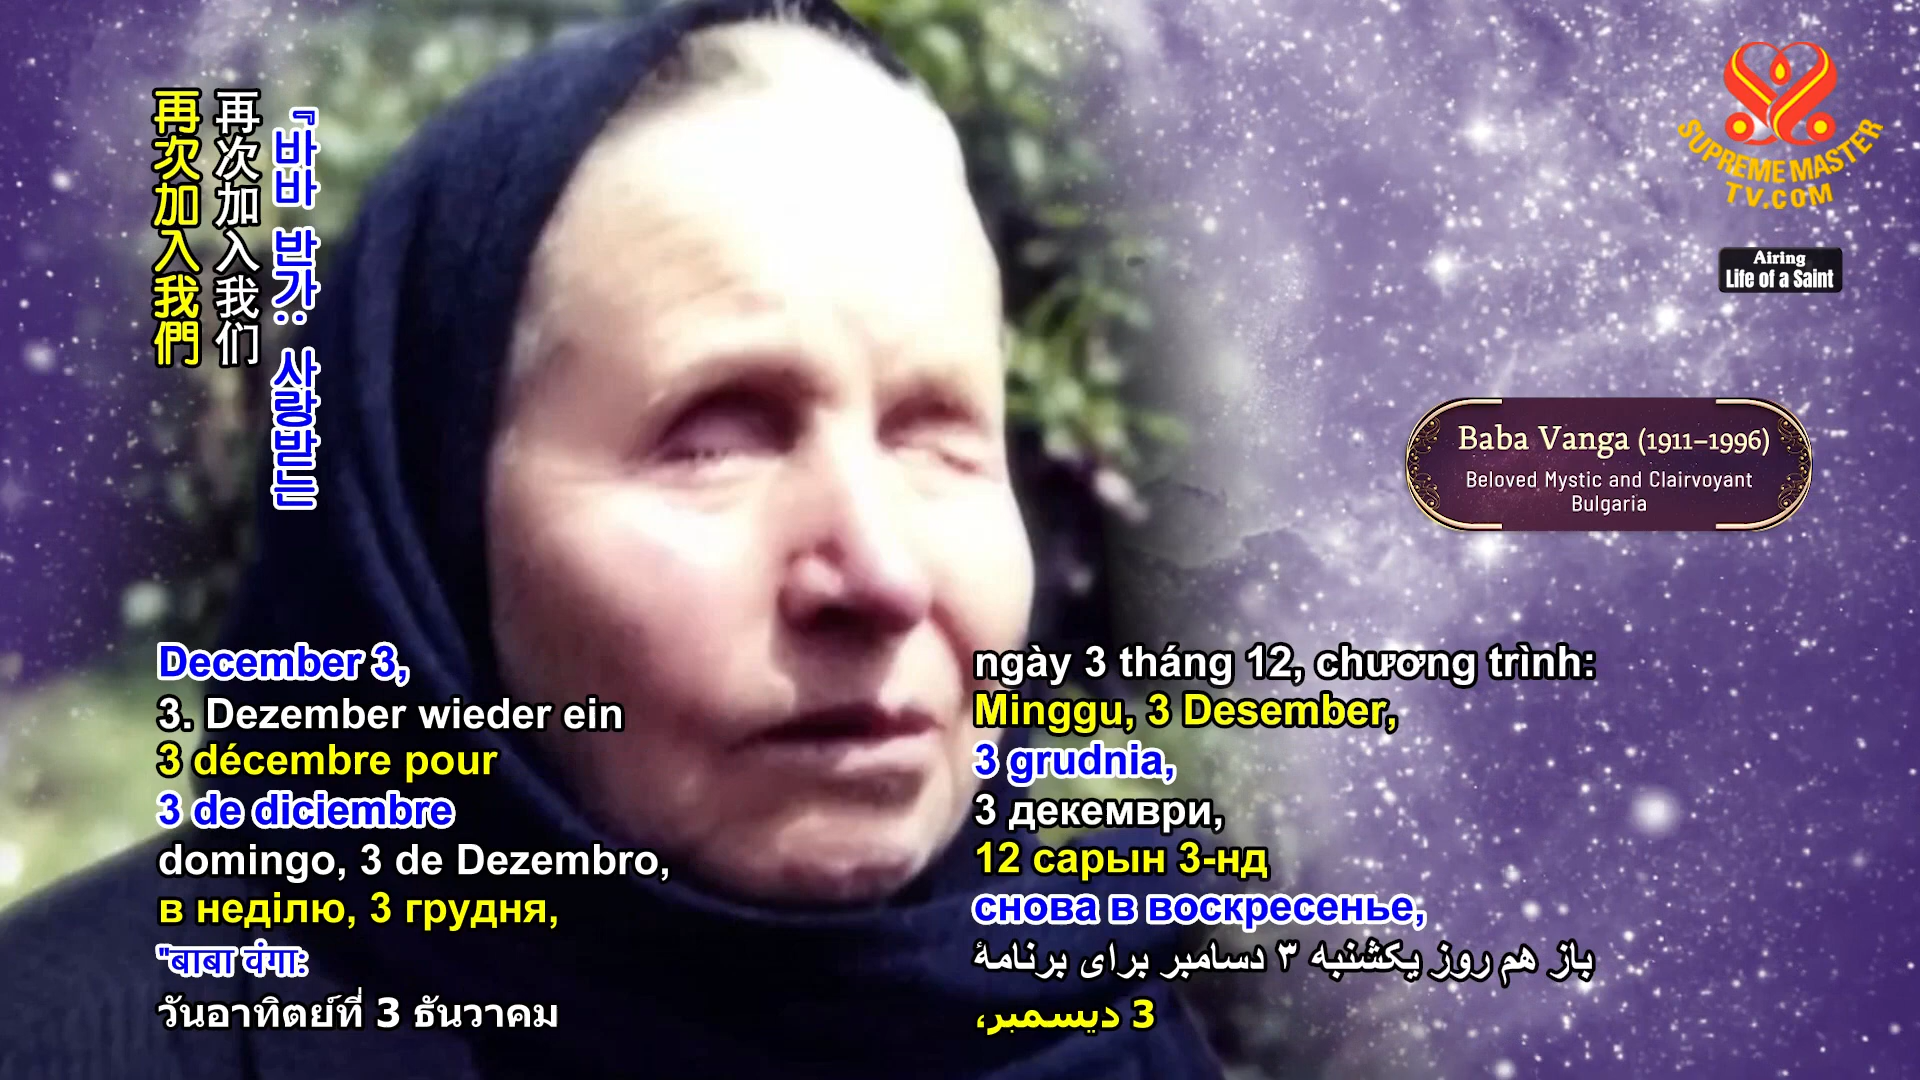 再次加入我們
再次加入我们
『바바 반가: 사랑받는
SUPREME MASTER
TV.COM
Airing
Life of a Saint
Baba Vanga (1911–1996)
Beloved Mystic and Clairvoyant
Bulgaria
December 3,
3. Dezember wieder ein
3 décembre pour
3 de diciembre
domingo, 3 de Dezembro,
в неділю, 3 грудня,
"बाबा वंगाः
วันอาทิตย์ที่ 3 ธันวาคม
ngày 3 tháng 12, chương trình:
Minggu, 3 Desember,
3 grudnia,
3 декември,
12 сарын 3-нд
снова в воскресенье,
باز هم روز یکشنبه ۳ دسامبر برای برنامهٔ
3 ديسمبر،